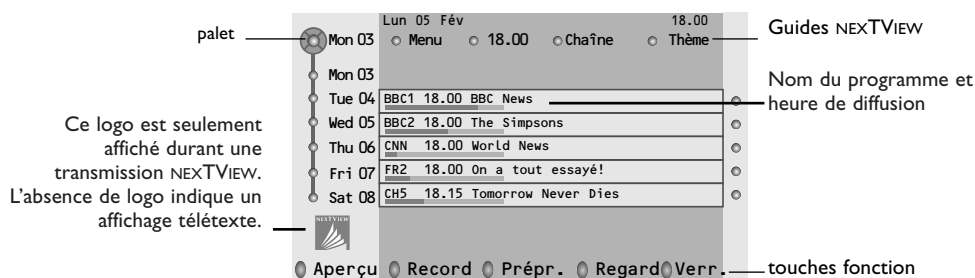 palet
Ce logo est seulement
affiché durant une
transmission NEXTVIEW.
L'absence de logo indique un
affichage télétexte.
Lun 05 Fév 18.00
Mon 03 Menu 18.00 Chaîne Thème
Mon 03
Tue 04 BBC1 18.00 BBC News
Wed 05 BBC2 18.00 The Simpsons
Thu 06 CNN 18.00 World News
Fri 07 FR2 18.00 On a tout essayé!
Sat 08 CH5 18.15 Tomorrow Never Dies
NEXTVIEW
Aperçu Record Prépr. Regard Verr.
Guides NEXTVIEW
Nom du programme et
heure de diffusion
touches fonction